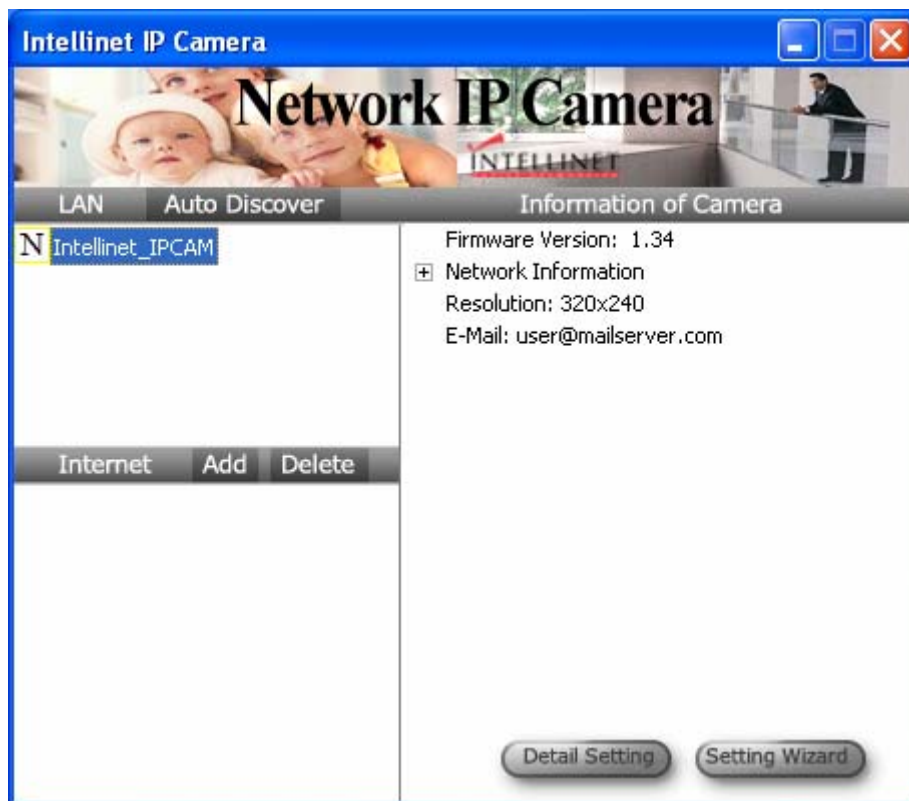 Intellinet IP Camera
Network IP Camera
INTELLINET
LAN Auto Discover
Information of Camera
N Intellinet_IPCAM
Firmware Version: 1.34
Network Information
Resolution: 320x240
E-Mail: user@mailserver.com
Internet Add Delete
Detail Setting Setting Wizard